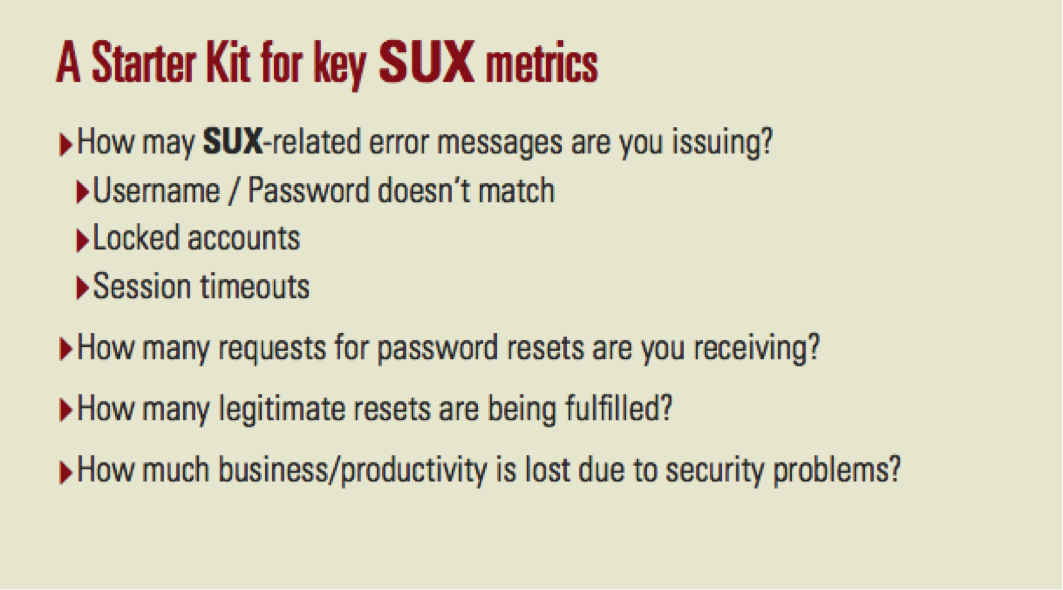 A Starter Kit for key SUX metrics
How may SUX-related error messages are you issuing?
Username / Password doesn't match
Locked accounts
Session timeouts
How many requests for password resets are you receiving?
How many legitimate resets are being fulfilled?
How much business/productivity is lost due to security problems?